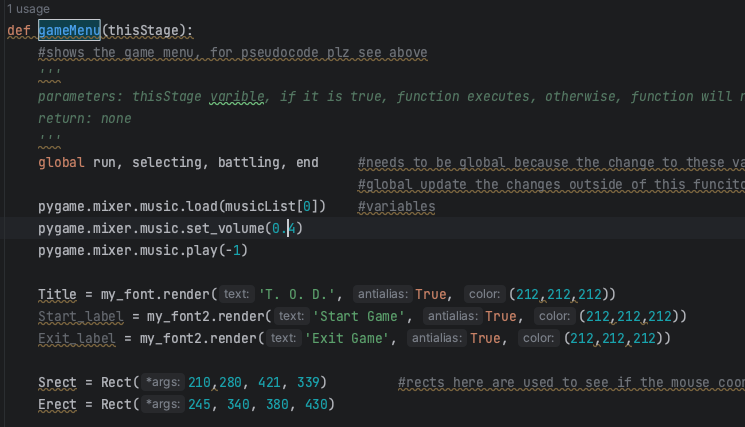 1 usage
def gameMenu(thisStage):
#shows the game menu, for pseudocode plz see above
'''
parameters: thisStage varible, if it is true, function executes, otherwise, function will
return: none
'''
global run, selecting, battling, end #needs to be global because the change to these
#global update the changes outside of this funcito
pygame.mixer.music.load(musicList[0]) #variables
pygame.mixer.music.set_volume(0.4)
pygame.mixer.music.play(-1)
Title = my_font.render( text: 'T. O. D.', antialias: True, color: (212,212,212))
Start_label = my_font2.render( text: 'Start Game', antialias: True, color: (212,212,212))
Exit_label = my_font2.render( text: 'Exit Game', antialias: True, color: (212,212,212))
Srect = Rect( *args: 210,280, 421, 339) #rects here are used to see if the mouse coor
Erect = Rect( *args: 245, 340, 380, 430)